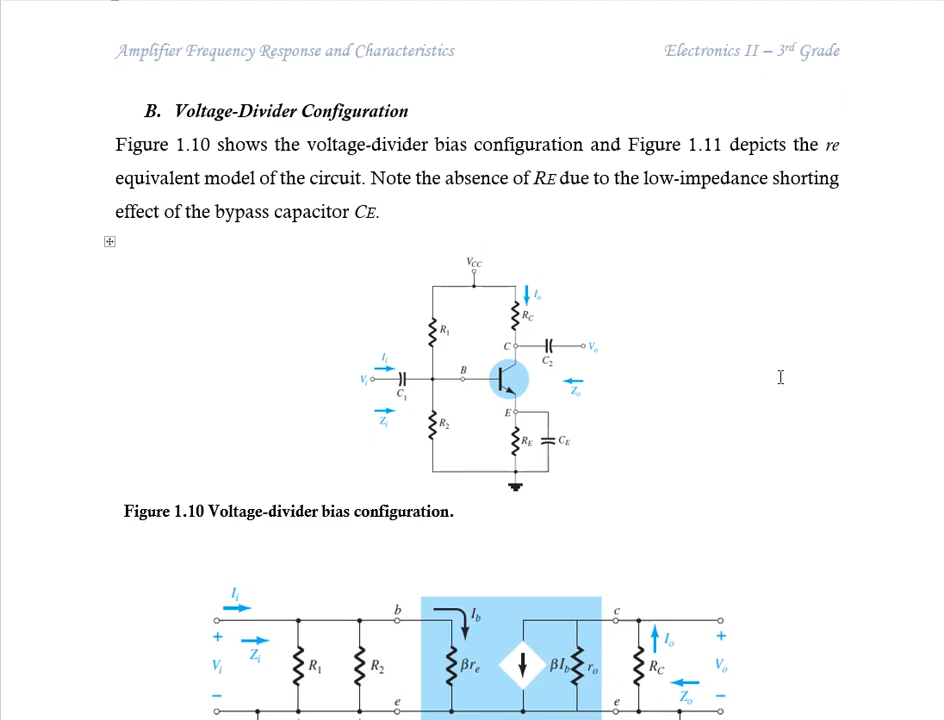 Amplifier Frequency Response and Characteristics Electronics II – 3rd Grade
B. Voltage-Divider Configuration
Figure 1.10 shows the voltage-divider bias configuration and Figure 1.11 depicts the re
equivalent model of the circuit. Note the absence of RE due to the low-impedance shorting
effect of the bypass capacitor CE.
VCC
Io
RC
R1
C
C2
Vo
Ii
B
Vi
C1
Zo
Zi
E
R2
RE
CE
Figure 1.10 Voltage-divider bias configuration.
Ii
b
Ib
c
+
Zi
Io
+
Vi
R1
R2
βre
βIb
ro
RC
Vo
–
Zo
–
e
e